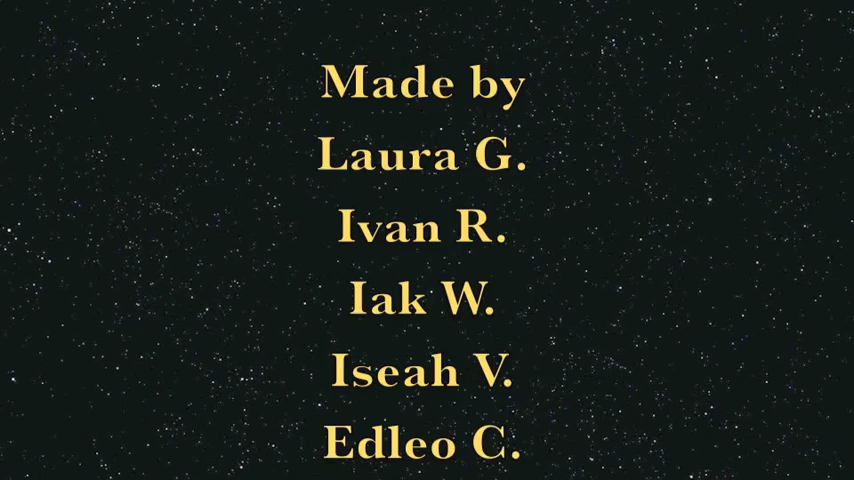 Made by
Laura G.
Ivan R.
Iak W.
Iseah V.
Edleo C.